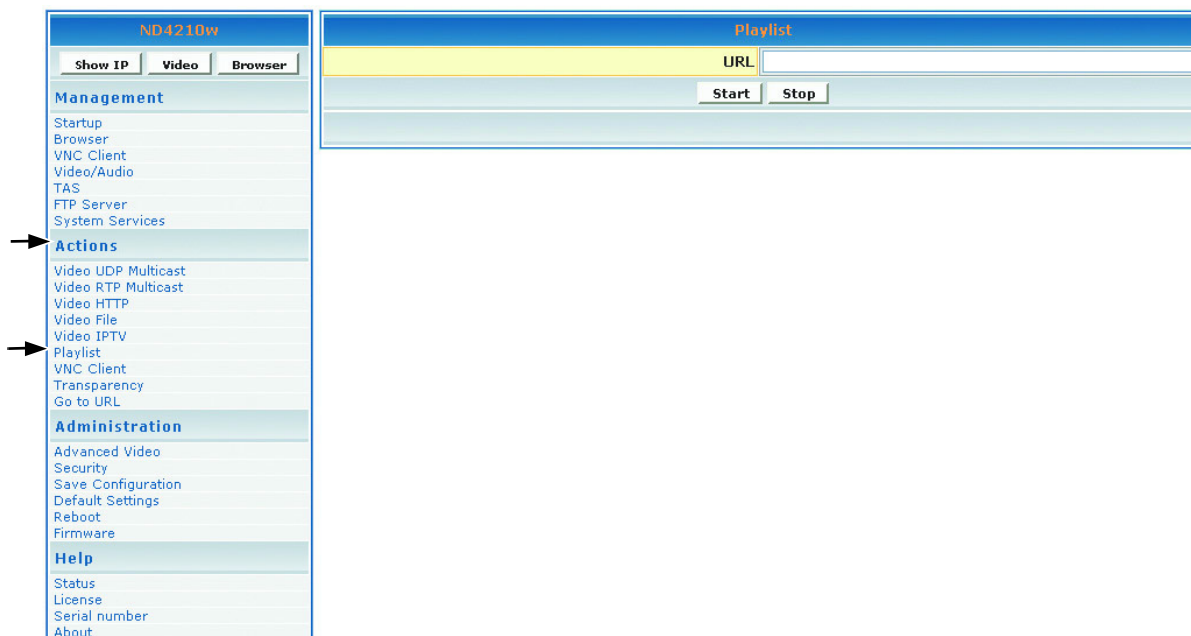 ND4210w
Show IP Video Browser
Management
Startup
Browser
VNC Client
Video/Audio
TAS
FTP Server
System Services
Actions
Video UDP Multicast
Video RTP Multicast
Video HTTP
Video File
Video IPTV
Playlist
VNC Client
Transparency
Go to URL
Administration
Advanced Video
Security
Save Configuration
Default Settings
Reboot
Firmware
Help
Status
License
Serial number
About
Playlist
URL
Start Stop